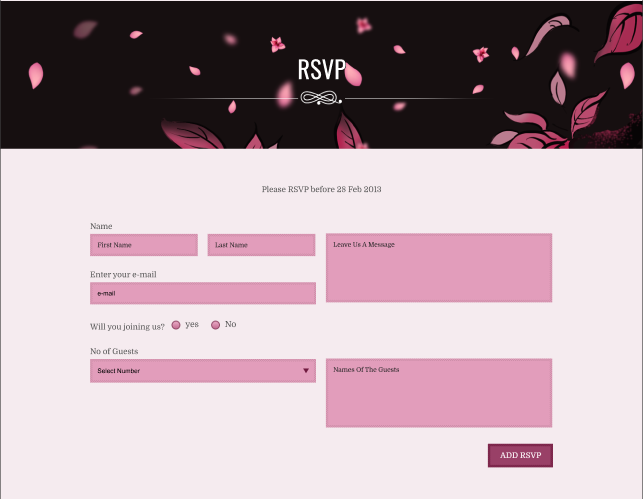 RSVP
Please RSVP before 28 Feb 2013
Name
First Name
Last Name
Leave Us A Message
Enter your e-mail
e-mail
Will you joining us? yes No
No of Guests
Select Number
Names Of The Guests
ADD RSVP